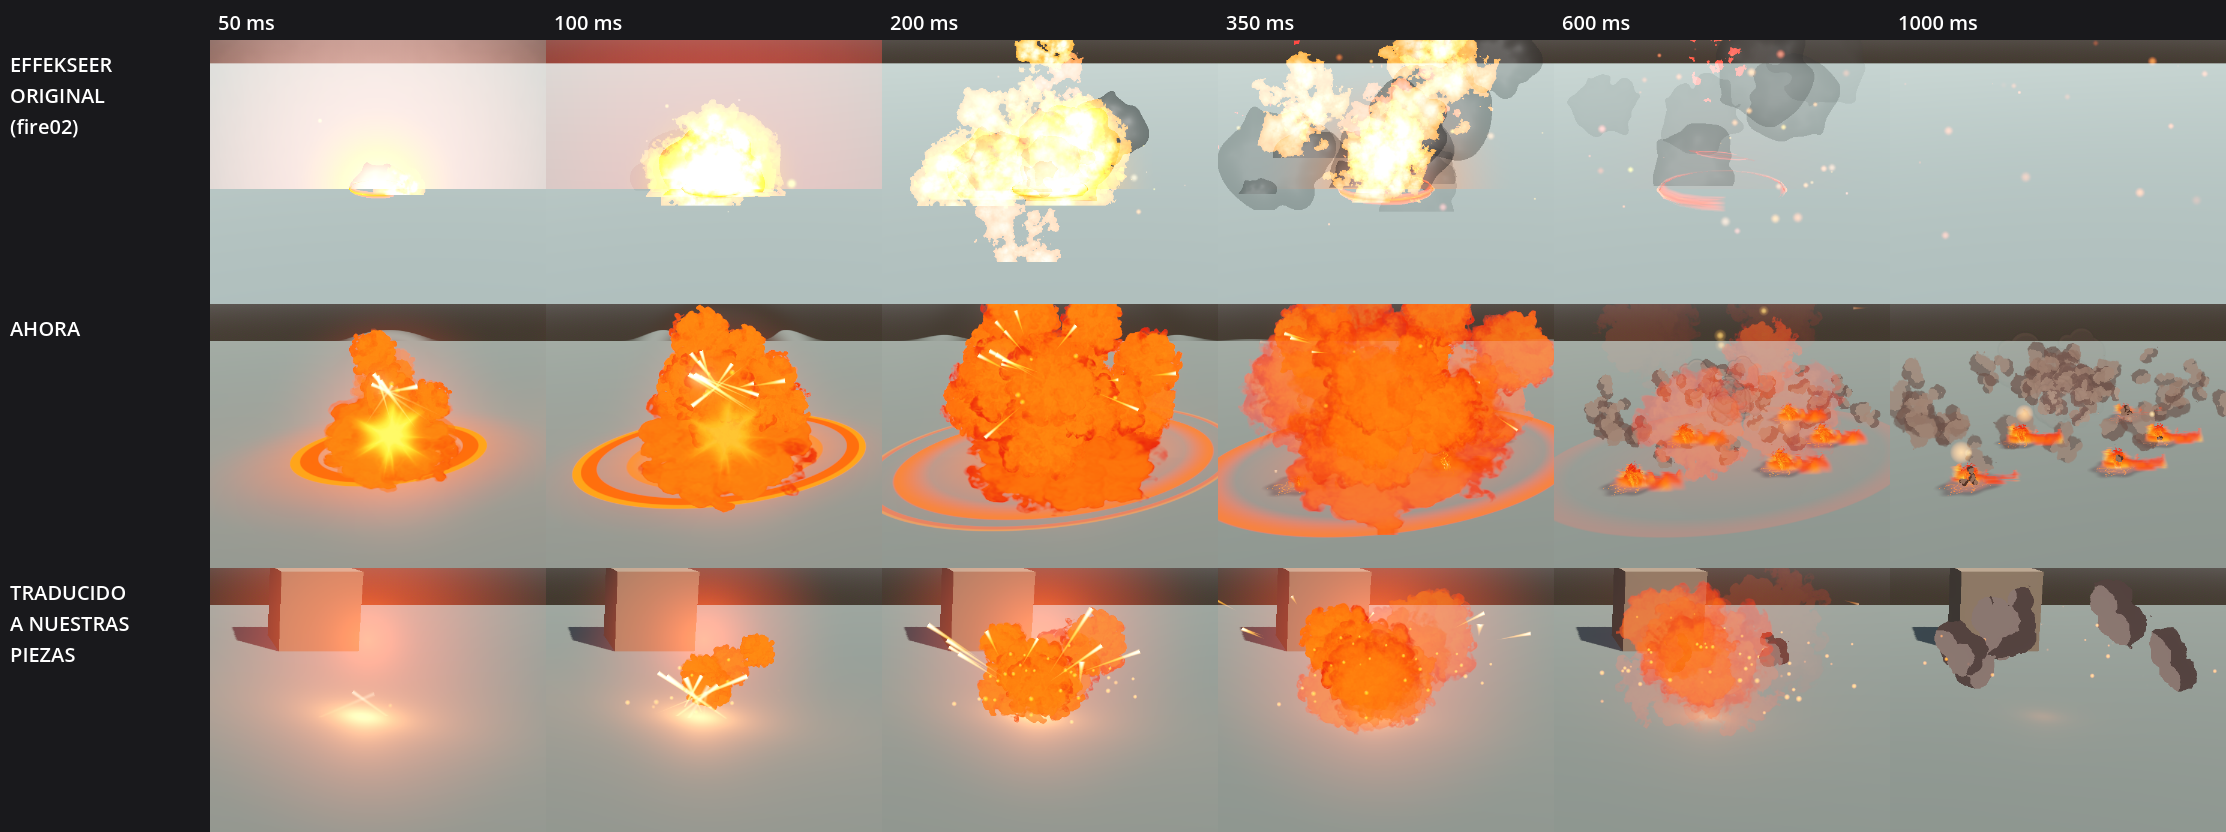 50 ms
100 ms
200 ms
350 ms
600 ms
1000 ms
EFFEKSEER
ORIGINAL
(fire02)
AHORA
TRADUCIDO
A NUESTRAS
PIEZAS